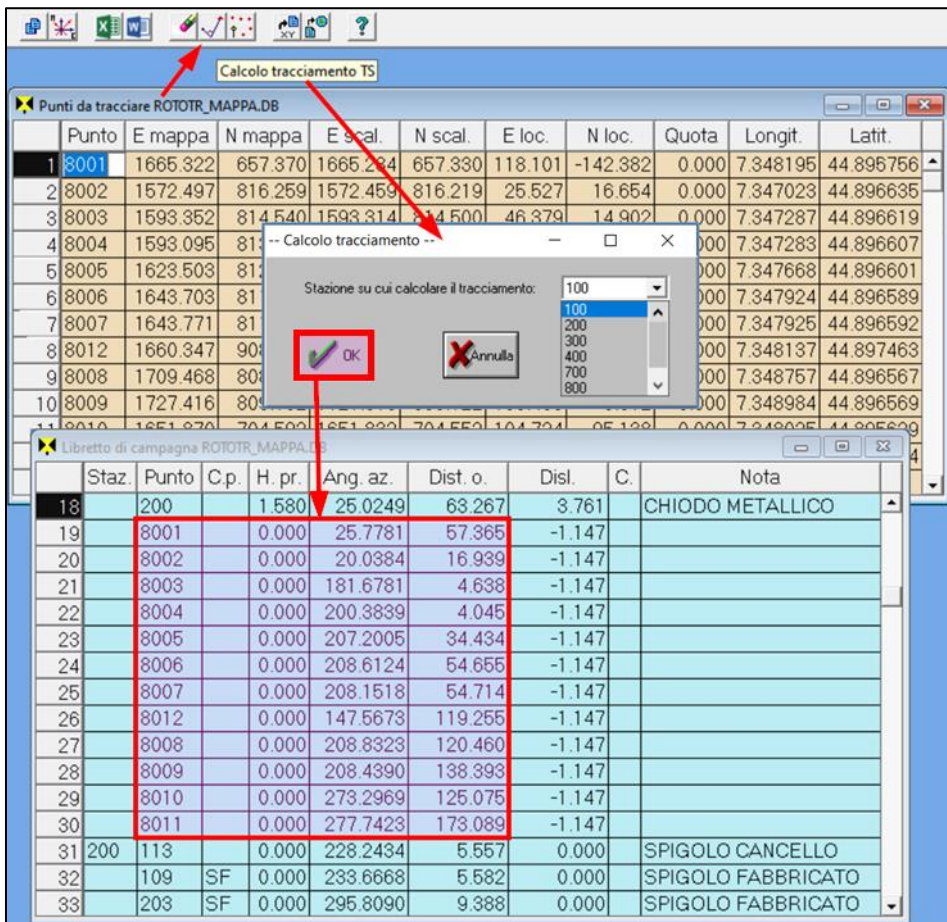 XY
?
Calcolo tracciamento TS
Punti da tracciare ROTOTR_MAPPA.DB
Punto E mappa N mappa E scal. N scal. E loc. N loc. Quota Longit. Latit.
1 8001 1665.322 657.370 1665.284 657.330 118.101 -142.382 0.000 7.348195 44.895756
2 8002 1572.497 816.259 1572.459 816.219 25.527 16.654 0.000 7.347023 44.896635
3 8003 1593.352 814.540 1593.314 814.500 46.379 14.902 0.000 7.347287 44.896619
4 8004 1593.095 7.347283 44.896607
5 8005 1623.503 7.347668 44.896601
6 8006 1643.703 7.347924 44.896589
7 8007 1643.771 7.347925 44.896592
8 8012 1660.347 7.348137 44.897463
9 8008 1709.468 7.348757 44.896567
10 8009 1727.416 7.348984 44.896569
-- Calcolo tracciamento --
Stazione su cui calcolare il tracciamento: 100
100
200
300
400
700
800
OK Annulla
Libretto di campagna ROTOTR_MAPPA.DB
Staz. Punto C.p. H. pr. Ang. az. Dist. o. Disl. C. Nota
18 200 1.580 25.0249 63.267 3.761 CHIODO METALLICO
19 8001 0.000 25.7781 57.365 -1.147
20 8002 0.000 20.0384 16.939 -1.147
21 8003 0.000 181.6781 4.638 -1.147
22 8004 0.000 200.3839 4.045 -1.147
23 8005 0.000 207.2005 34.434 -1.147
24 8006 0.000 208.6124 54.655 -1.147
25 8007 0.000 208.1518 54.714 -1.147
26 8012 0.000 147.5673 119.255 -1.147
27 8008 0.000 208.8323 120.460 -1.147
28 8009 0.000 208.4390 138.393 -1.147
29 8010 0.000 273.2969 125.075 -1.147
30 8011 0.000 277.7423 173.089 -1.147
31 200 113 0.000 228.2434 5.557 0.000 SPIGOLO CANCELLO
32 109 SF 0.000 233.6668 5.582 0.000 SPIGOLO FABBRICATO
33 203 SF 0.000 295.8090 9.388 0.000 SPIGOLO FABBRICATO